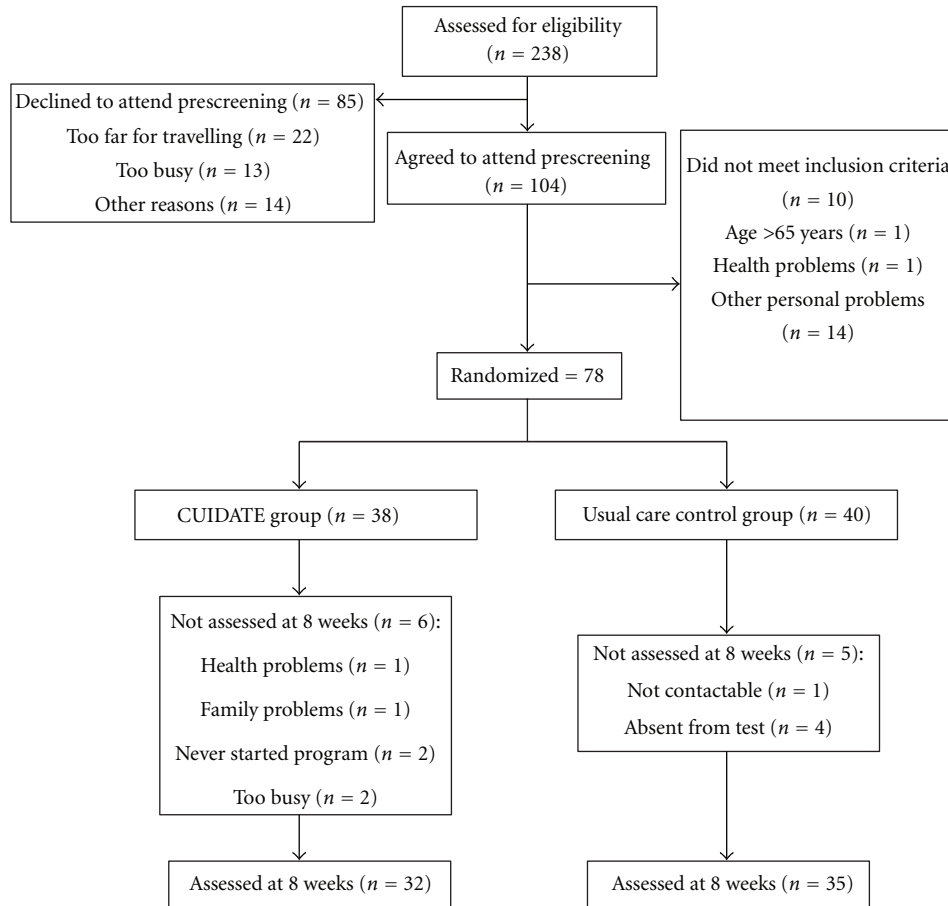 Assessed for eligibility
(n = 238)
Declined to attend prescreening (n = 85)
Too far for travelling (n = 22)
Too busy (n = 13)
Other reasons (n = 14)
Agreed to attend prescreening
(n = 104)
Did not meet inclusion criteria
(n = 10)
Age >65 years (n = 1)
Health problems (n = 1)
Other personal problems
(n = 14)
Randomized = 78
CUIDATE group (n = 38)
Usual care control group (n = 40)
Not assessed at 8 weeks (n = 6):
Health problems (n = 1)
Family problems (n = 1)
Never started program (n = 2)
Too busy (n = 2)
Not assessed at 8 weeks (n = 5):
Not contactable (n = 1)
Absent from test (n = 4)
Assessed at 8 weeks (n = 32)
Assessed at 8 weeks (n = 35)